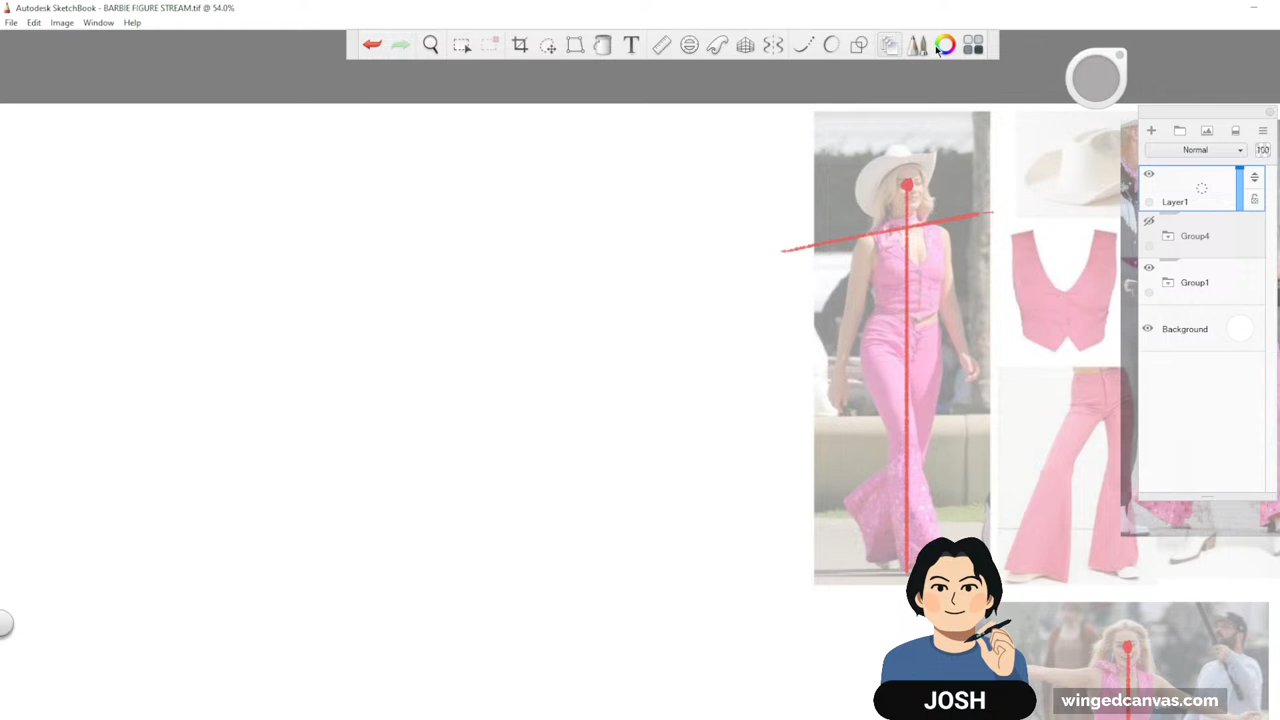 Autodesk SketchBook - BARBIE FIGURE STREAM.tif @ 54.0%
File Edit Image Window Help
T
Normal
100
Layer1
Group4
Group1
Background
JOSH
wingedcanvas.com